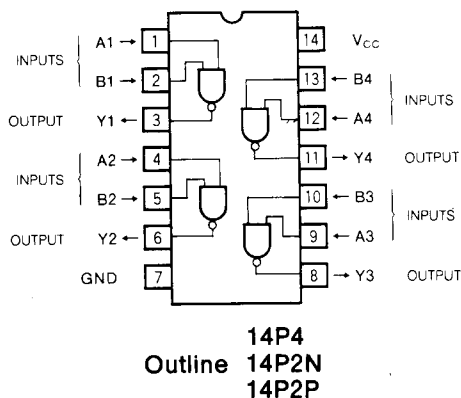 INPUTS
A1 → 1
B1 → 2
OUTPUT Y1 ← 3
INPUTS
A2 → 4
B2 → 5
OUTPUT Y2 ← 6
GND 7
14 VCC
13 ← B4
INPUTS
12 ← A4
11 → Y4 OUTPUT
10 ← B3
INPUTS
9 ← A3
8 → Y3 OUTPUT
14P4
Outline 14P2N
14P2P